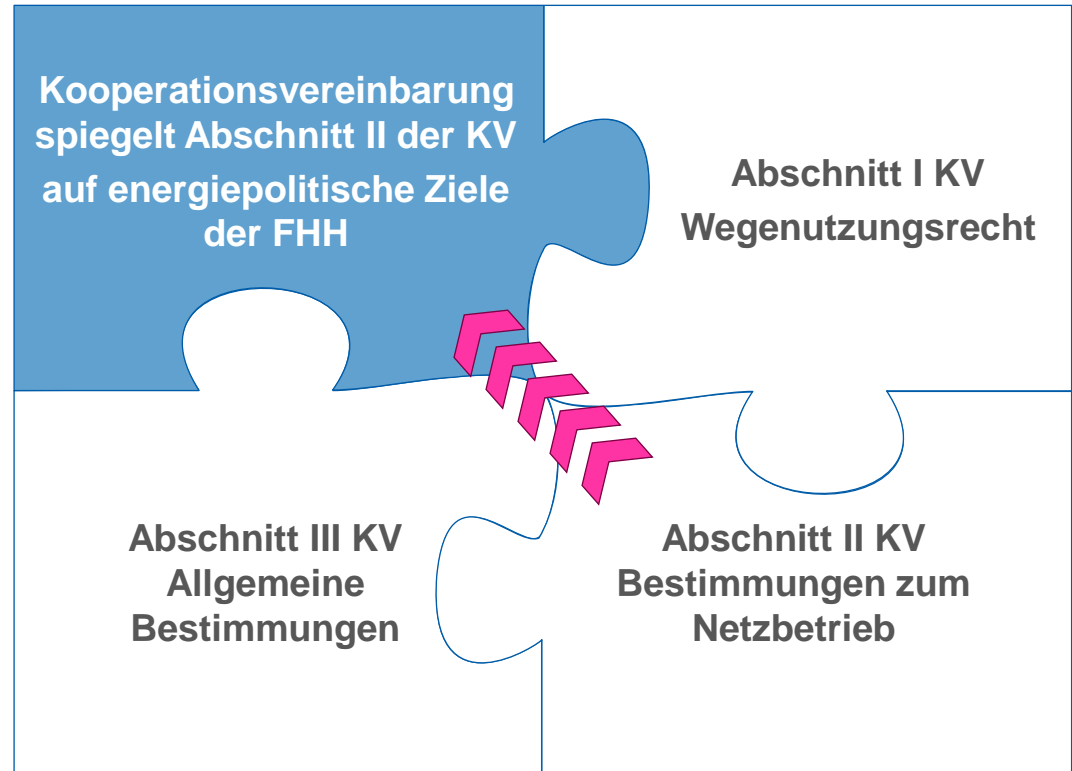 Kooperationsvereinbarung
spiegelt Abschnitt II der KV
auf energiepolitische Ziele
der FHH
Abschnitt I KV
Wegenutzungsrecht
Abschnitt III KV
Allgemeine
Bestimmungen
Abschnitt II KV
Bestimmungen zum
Netzbetrieb